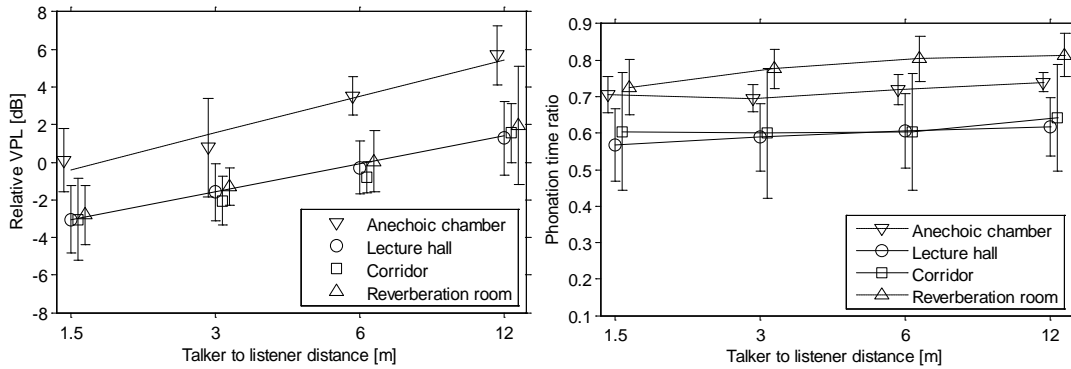 8
6
4
2
0
-2
-4
-6
-8
Relative VPL [dB]
1.5
3
6
12
Talker to listener distance [m]
Anechoic chamber
Lecture hall
Corridor
Reverberation room
1
0.9
0.8
0.7
0.6
0.5
0.4
0.3
0.2
0.1
Phonation time ratio
1.5
3
6
12
Talker to listener distance [m]
Anechoic chamber
Lecture hall
Corridor
Reverberation room